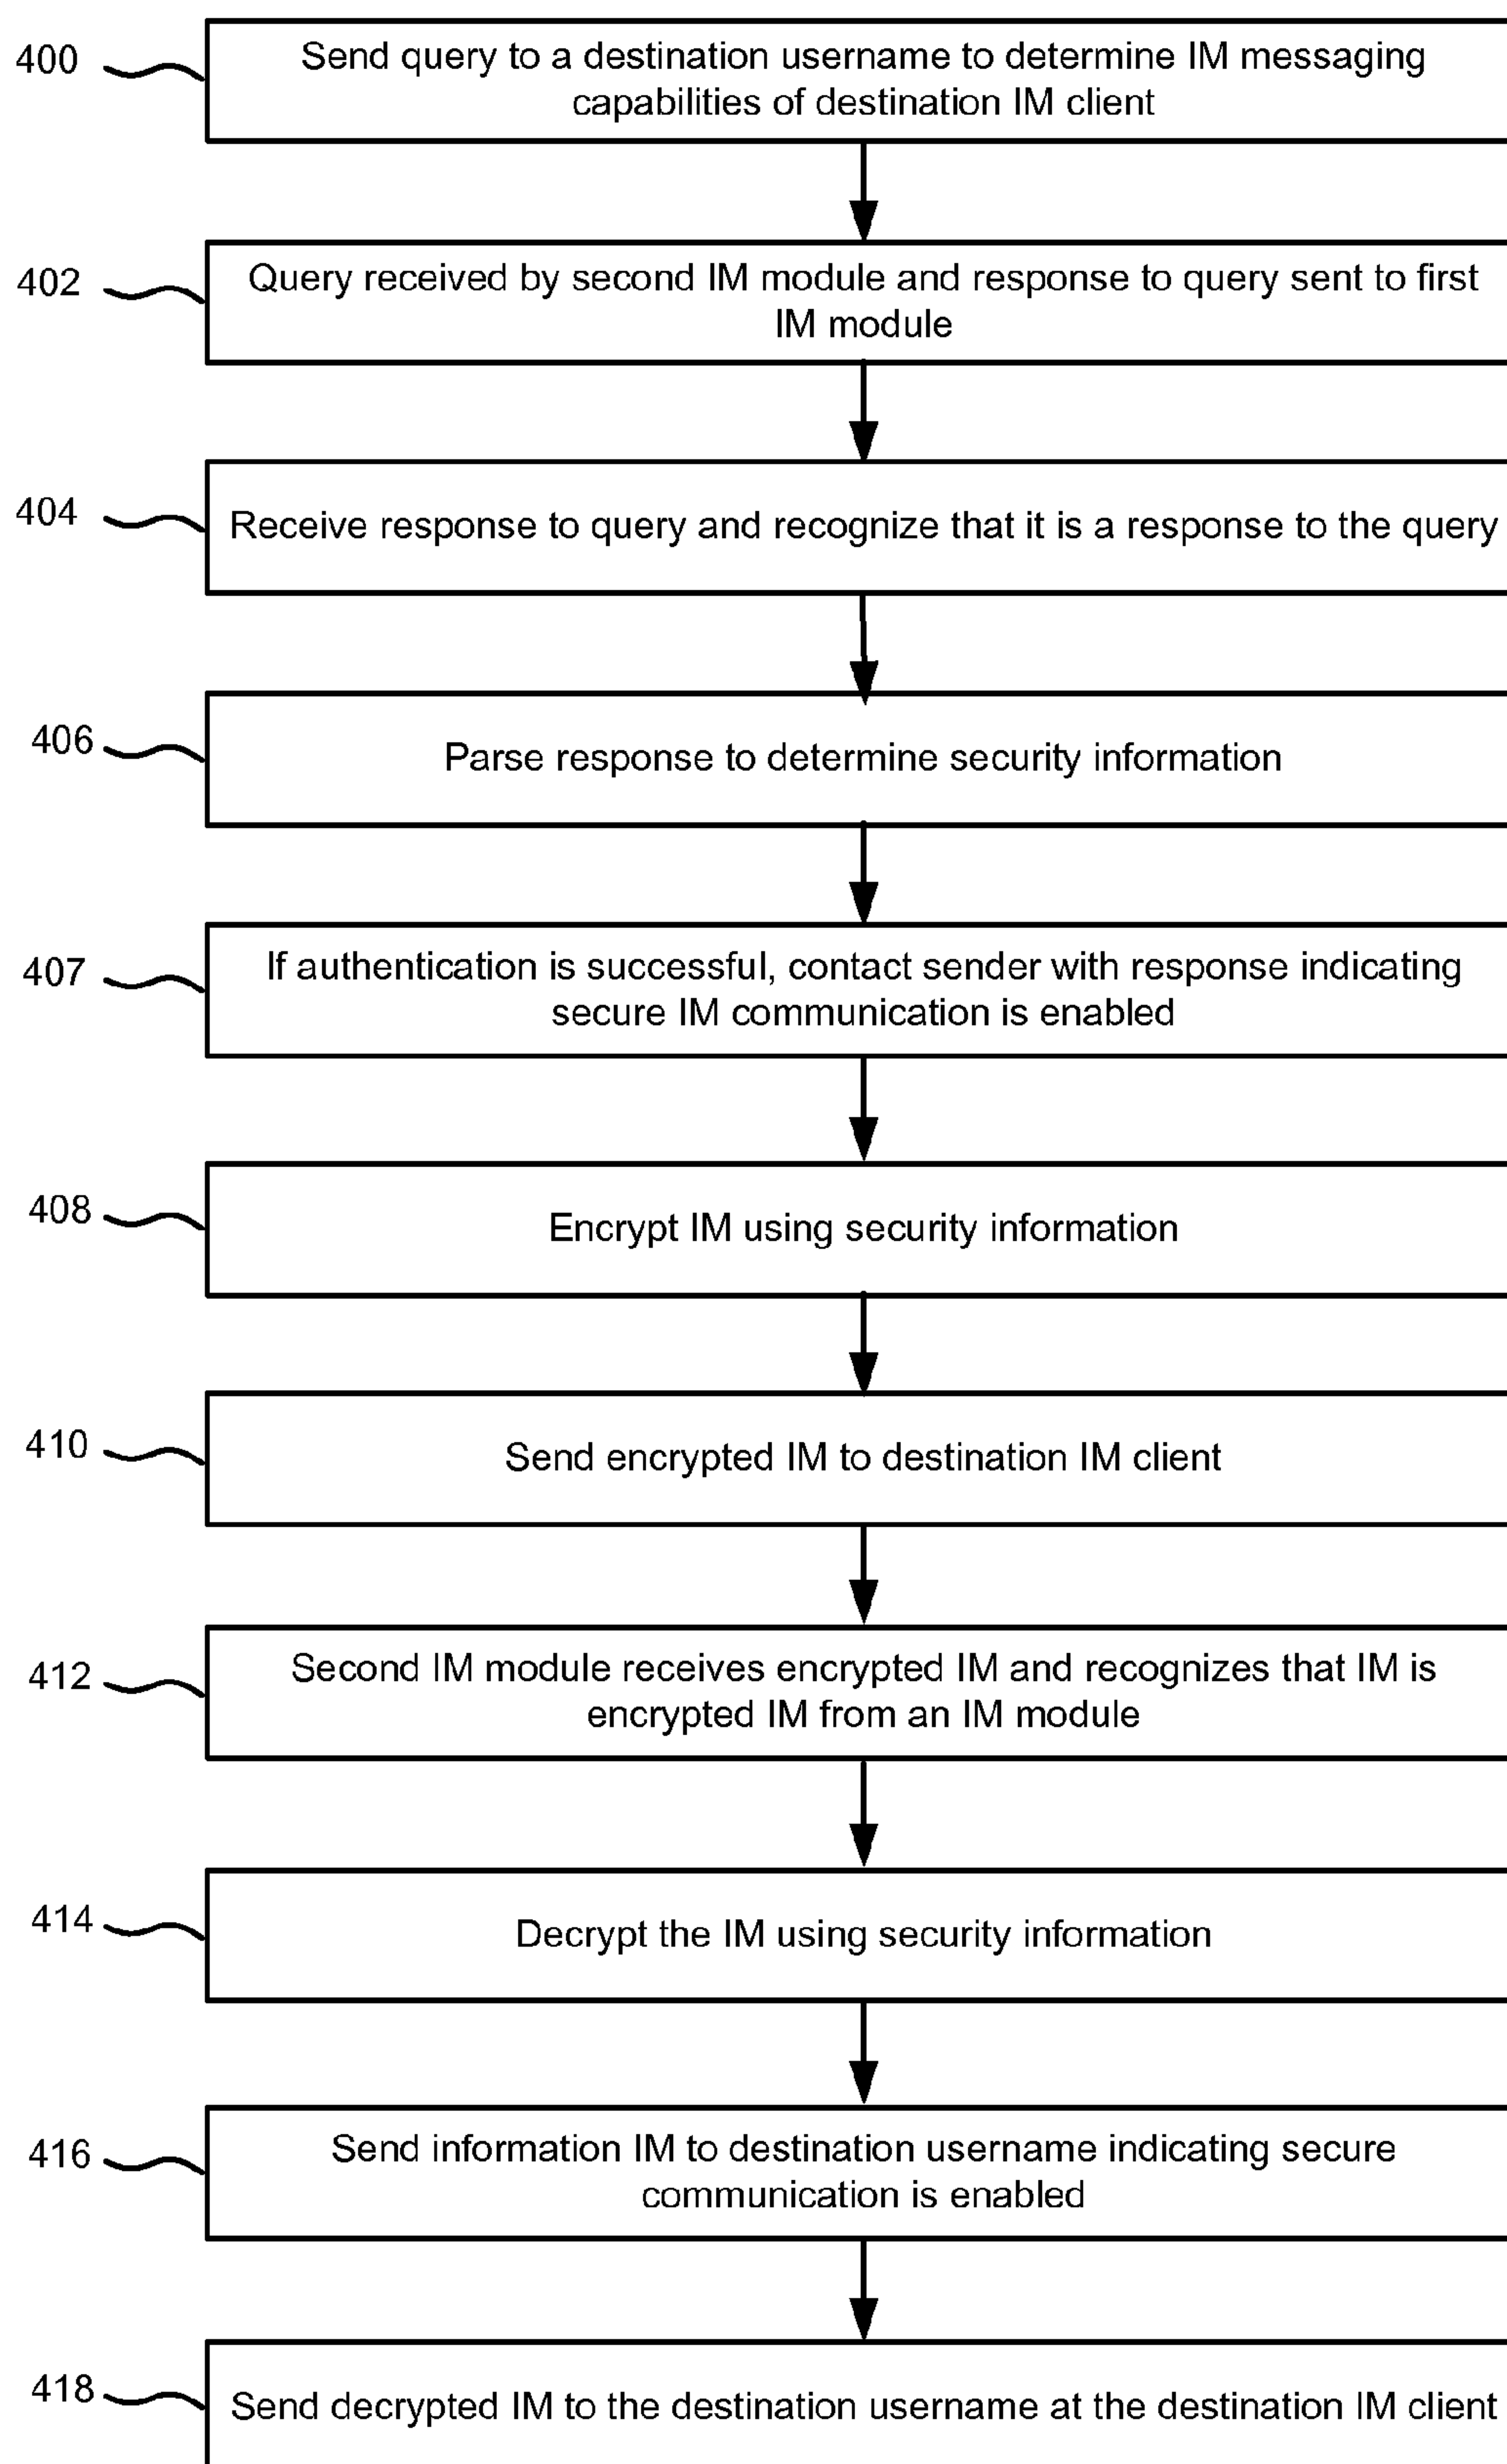 400
Send query to a destination username to determine IM messaging
capabilities of destination IM client
402
Query received by second IM module and response to query sent to first
IM module
404
Receive response to query and recognize that it is a response to the query
406
Parse response to determine security information
407
If authentication is successful, contact sender with response indicating
secure IM communication is enabled
408
Encrypt IM using security information
410
Send encrypted IM to destination IM client
412
Second IM module receives encrypted IM and recognizes that IM is
encrypted IM from an IM module
414
Decrypt the IM using security information
416
Send information IM to destination username indicating secure
communication is enabled
418
Send decrypted IM to the destination username at the destination IM client